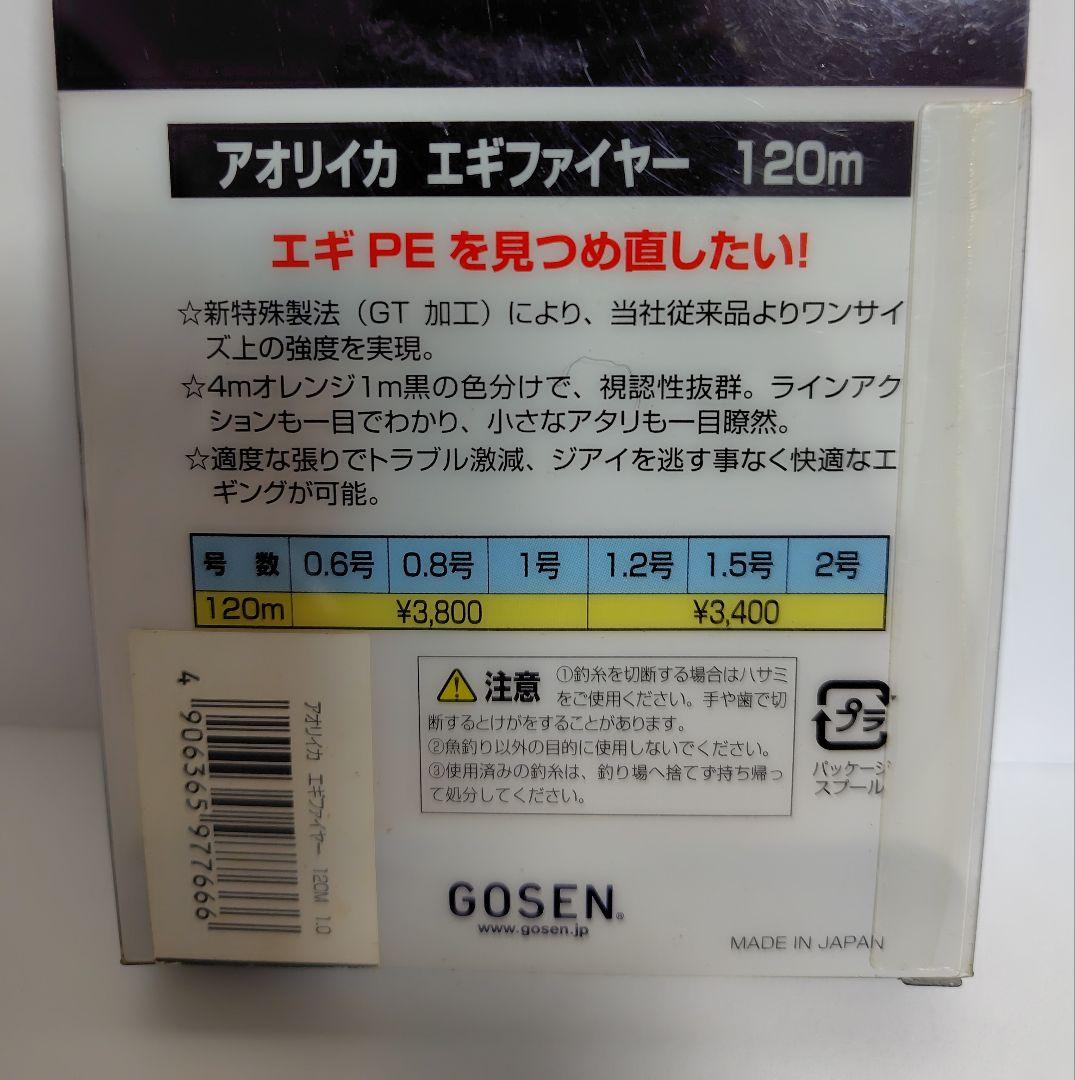 アオリイカ エギファイヤー 120m
エギ PE を見つめ直したい!
☆新特殊製法（GT 加工）により、当社従来品よりワンサイ
ズ上の強度を実現。
☆4mオレンジ1m黒の色分けで、視認性抜群。ラインアク
ションも一目でわかり、小さなアタリも一目瞭然。
☆適度な張りでトラブル激減、ジアイを逃す事なく快適なエ
ギングが可能。
号 数 0.6号 0.8号 1号 1.2号 1.5号 2号
120m ¥3,800 ¥3,400
注意 ①釣糸を切断する場合はハサミ
をご使用ください。手や歯で切
断するとけがをすることがあります。
②魚釣り以外の目的に使用しないでください。
③使用済みの釣糸は、釣り場へ捨てず持ち帰っ
て処分してください。
プラ
パッケージ
スプール
アオリイカ エギファイヤー 120M 1.0
4 906365 977666
GOSEN®
www.gosen.jp
MADE IN JAPAN